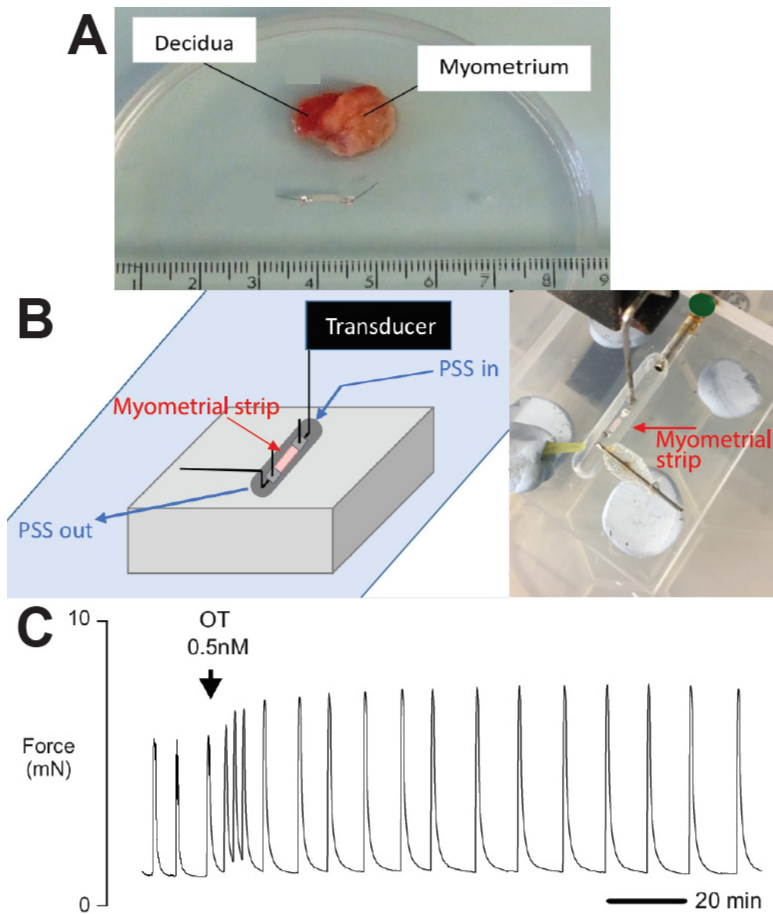 A
Decidua
Myometrium
1 2 3 4 5 6 7 8 9
B
Transducer
PSS in
Myometrial strip
PSS out
Myometrial
strip
C
10
OT
0.5nM
Force
(mN)
0
20 min